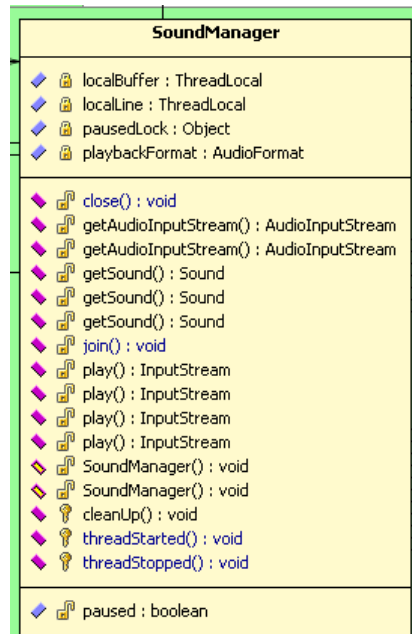 SoundManager
localBuffer : ThreadLocal
localLine : ThreadLocal
pausedLock : Object
playbackFormat : AudioFormat
close() : void
getAudioInputStream() : AudioInputStream
getAudioInputStream() : AudioInputStream
getSound() : Sound
getSound() : Sound
getSound() : Sound
join() : void
play() : InputStream
play() : InputStream
play() : InputStream
play() : InputStream
SoundManager() : void
SoundManager() : void
cleanUp() : void
threadStarted() : void
threadStopped() : void
paused : boolean